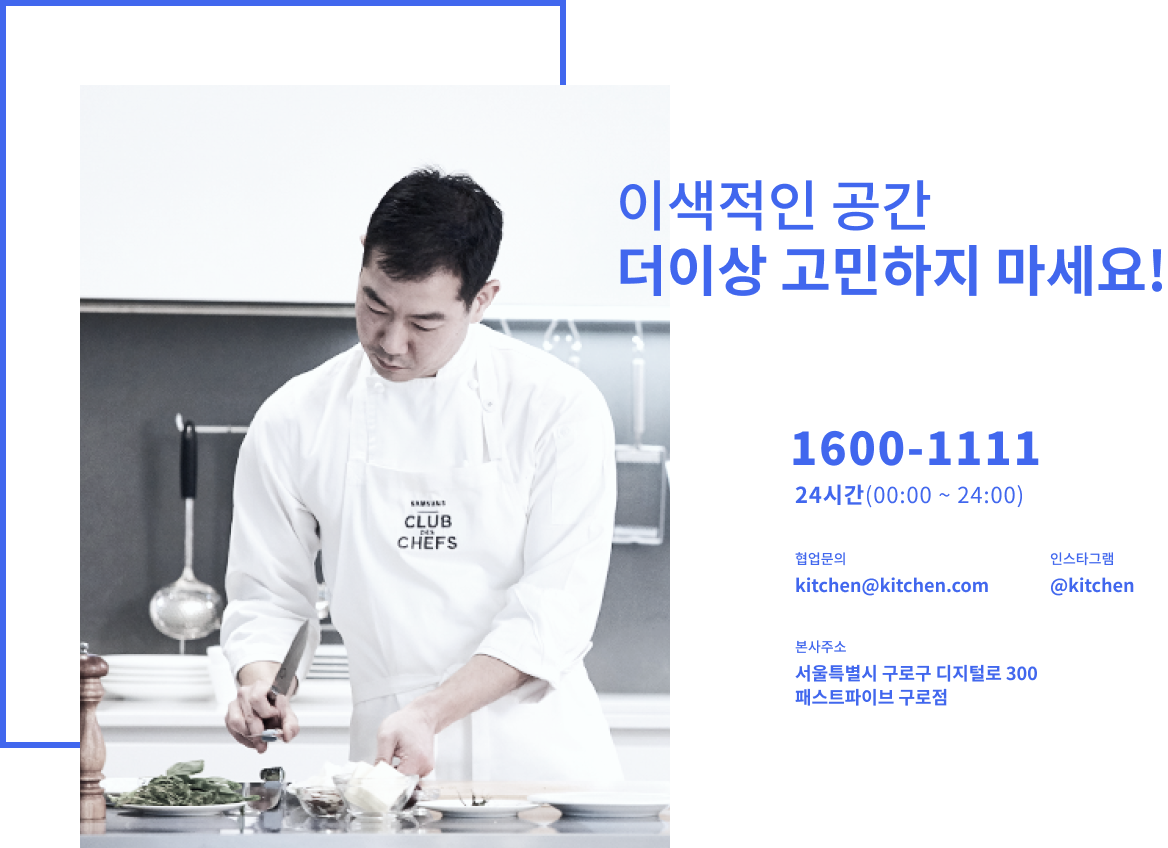 이색적인 공간
더이상 고민하지 마세요!
SAMSUNG
CLUB
DES
CHEFS
1600-1111
24시간(00:00 ~ 24:00)
협업문의
kitchen@kitchen.com
인스타그램
@kitchen
본사주소
서울특별시 구로구 디지털로 300
패스트파이브 구로점